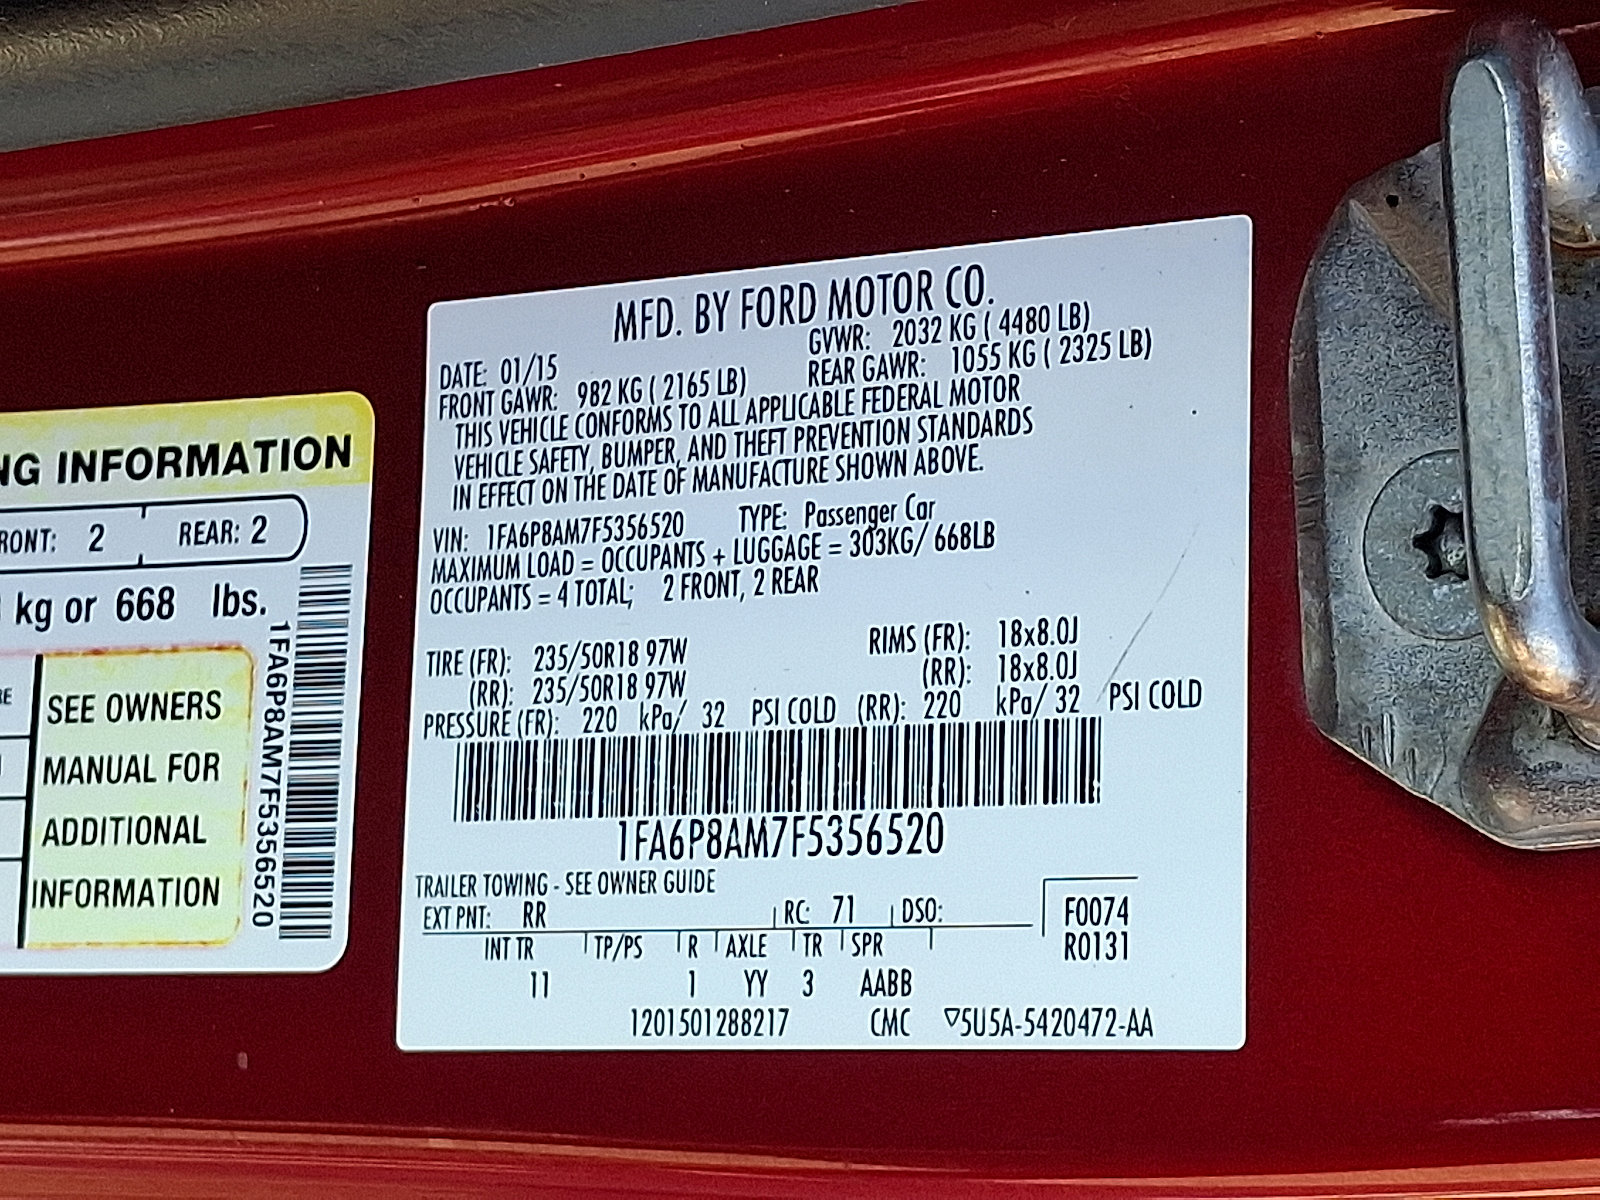 NG INFORMATION
RONT: 2 REAR: 2
kg or 668 lbs.
SEE OWNERS
MANUAL FOR
ADDITIONAL
INFORMATION
1FA6P8AM7F5356520
MFD. BY FORD MOTOR CO.
DATE: 01/15 GVWR: 2032 KG ( 4480 LB)
FRONT GAWR: 982 KG ( 2165 LB) REAR GAWR: 1055 KG ( 2325 LB)
THIS VEHICLE CONFORMS TO ALL APPLICABLE FEDERAL MOTOR
VEHICLE SAFETY, BUMPER, AND THEFT PREVENTION STANDARDS
IN EFFECT ON THE DATE OF MANUFACTURE SHOWN ABOVE.
VIN: 1FA6P8AM7F5356520 TYPE: Passenger Car
MAXIMUM LOAD = OCCUPANTS + LUGGAGE = 303KG/ 668LB
OCCUPANTS = 4 TOTAL; 2 FRONT, 2 REAR
TIRE (FR): 235/50R18 97W RIMS (FR): 18x8.0J
(RR): 235/50R18 97W (RR): 18x8.0J
PRESSURE (FR): 220 kPa/ 32 PSI COLD (RR): 220 kPa/ 32 PSI COLD
1FA6P8AM7F5356520
TRAILER TOWING - SEE OWNER GUIDE
EXT PNT: RR RC: 71 DSO: F0074
INT TR TP/PS R AXLE TR SPR R0131
11 1 YY 3 AABB
1201501288217 CMC ▽5U5A-5420472-AA